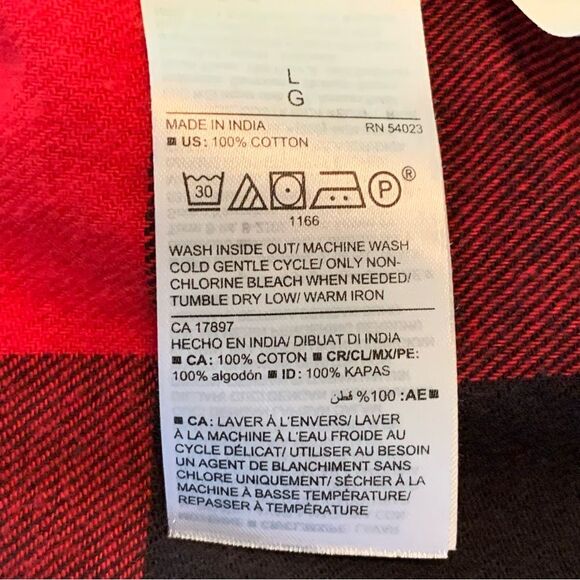 L
G
MADE IN INDIA RN 54023
US: 100% COTTON
30 P ®
1166
WASH INSIDE OUT/ MACHINE WASH
COLD GENTLE CYCLE/ ONLY NON-
CHLORINE BLEACH WHEN NEEDED/
TUMBLE DRY LOW/ WARM IRON
CA 17897
HECHO EN INDIA/ DIBUAT DI INDIA
CA: 100% COTON CR/CL/MX/PE:
100% algodón ID: 100% KAPAS
AE: 100% قطن
CA: LAVER À L'ENVERS/ LAVER
À LA MACHINE À L'EAU FROIDE AU
CYCLE DÉLICAT/ UTILISER AU BESOIN
UN AGENT DE BLANCHIMENT SANS
CHLORE UNIQUEMENT/ SÉCHER À LA
MACHINE À BASSE TEMPÉRATURE/
REPASSER À TEMPÉRATURE